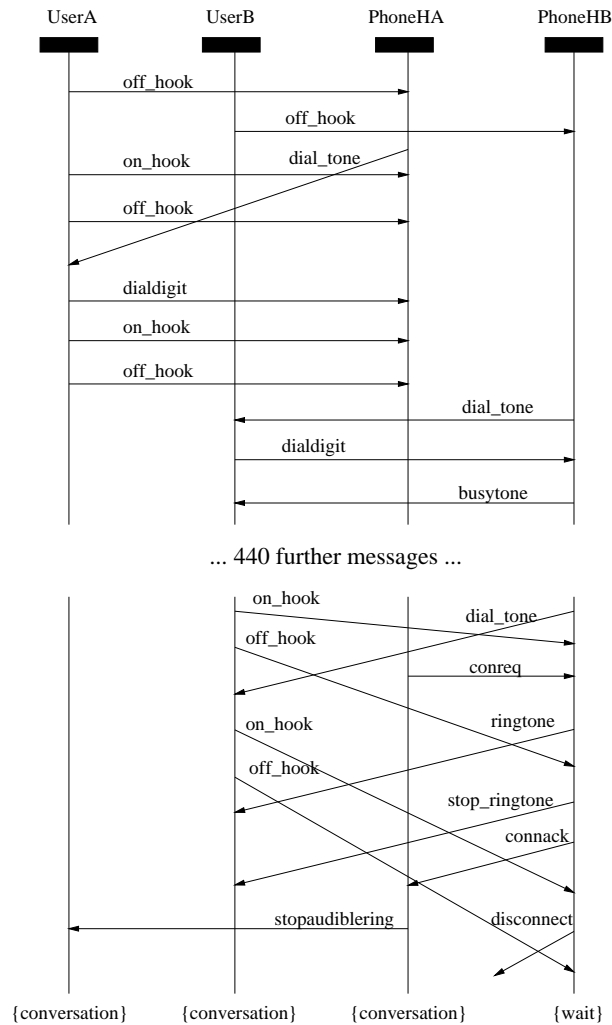 UserA UserB PhoneHA PhoneHB
off_hook
off_hook
on_hook dial_tone
off_hook
dialdigit
on_hook
off_hook
dial_tone
dialdigit
busytone
... 440 further messages ...
on_hook
dial_tone
off_hook
conreq
on_hook ringtone
off_hook
stop_ringtone
connack
stopaudiblering disconnect
{conversation} {conversation} {conversation} {wait}